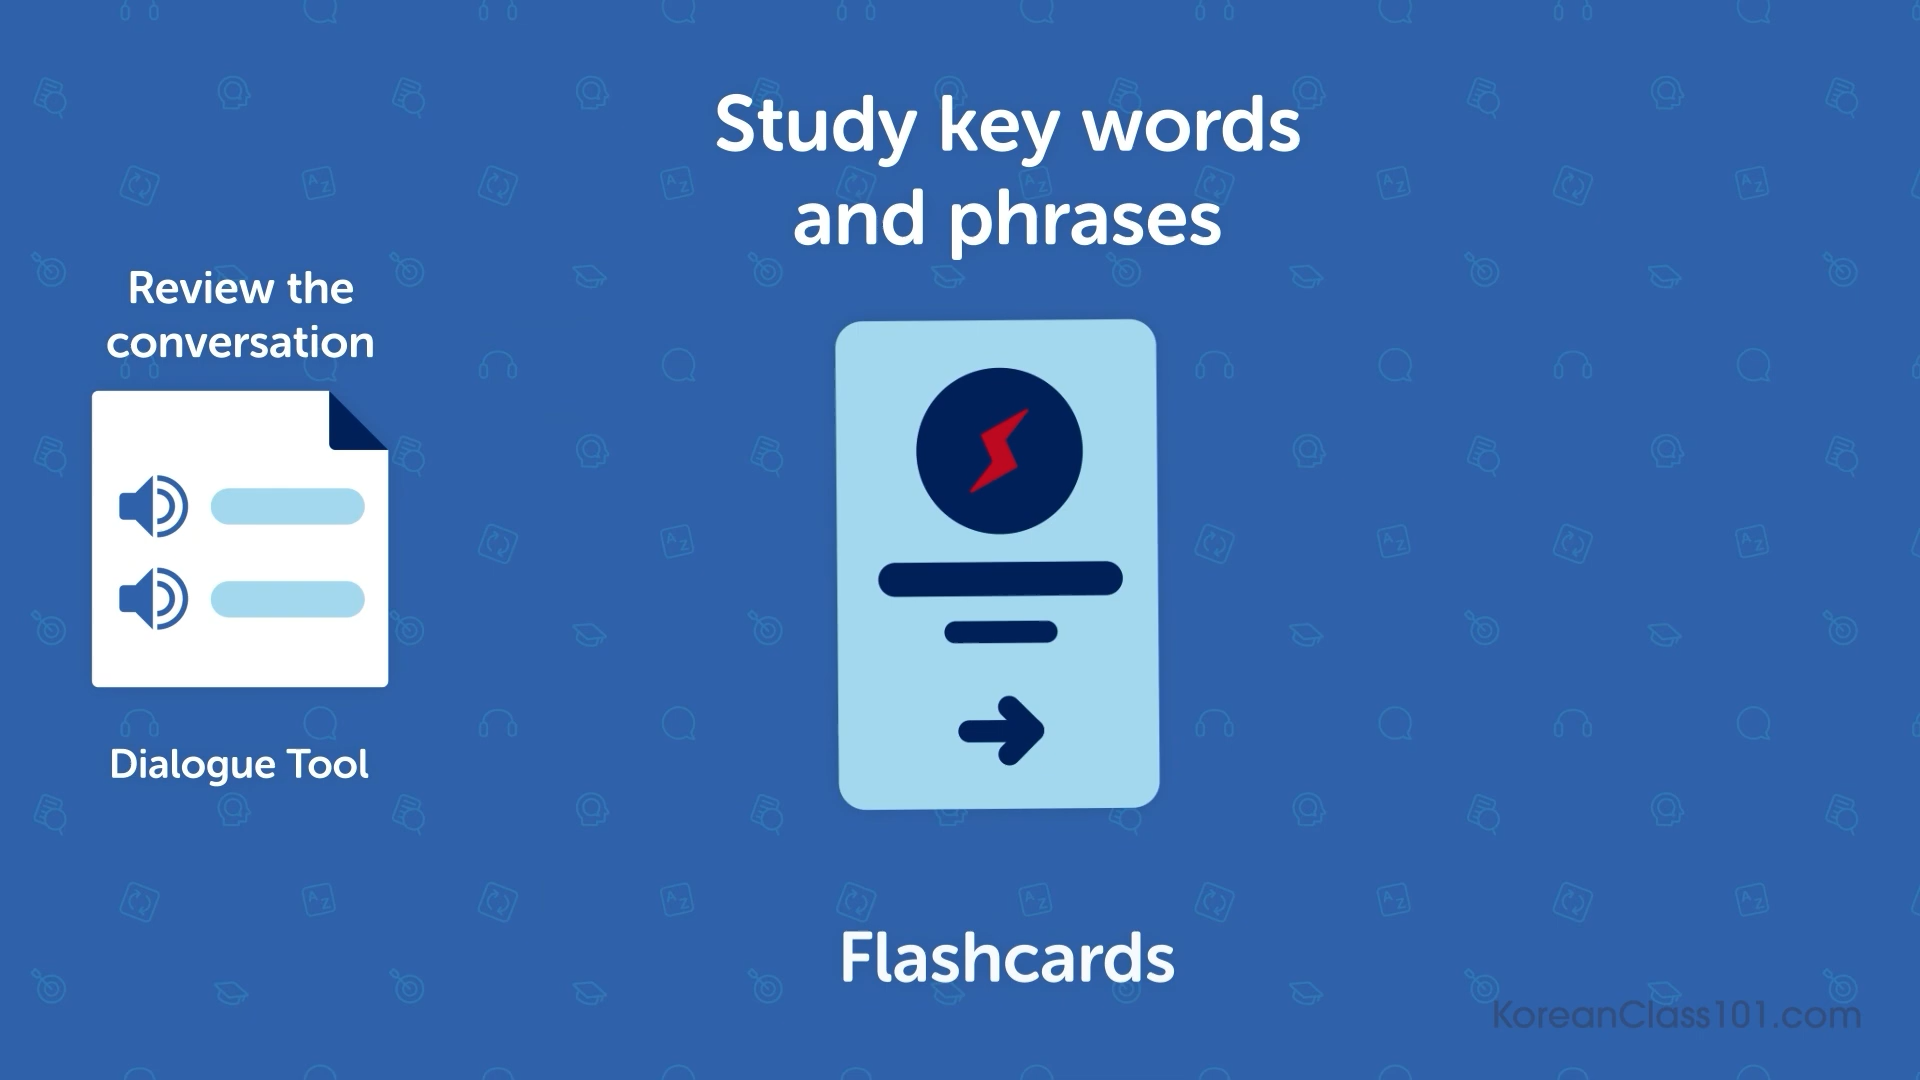 Study key words
and phrases
Review the
conversation
Dialogue Tool
Flashcards
KoreanClass101.com